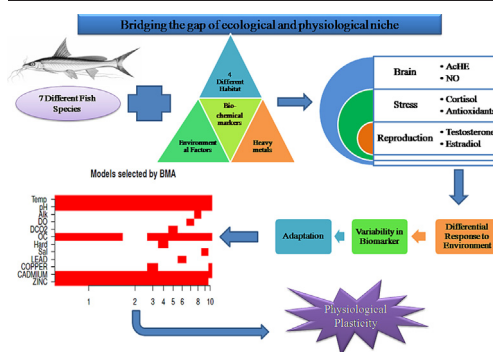 Bridging the gap of ecological and physiological niche
7 Different Fish
Species
4
Different
Habitat
Bio-
chemical
markers
Environment
al Factors
Heavy
metals
Brain
• AcHE
• NO
Stress
• Cortisol
• Antioxidants
Reproduction
• Testosterone
• Estradiol
Models selected by BMA
Temp
pH
Alk
DO
DCO2
OC
Hard
Sal
LEAD
COPPER
CADMIUM
ZINC
1 2 3 4 5 6 8 10
Adaptation
Variability in
Biomarker
Differential
Response to
Environment
Physiological
Plasticity